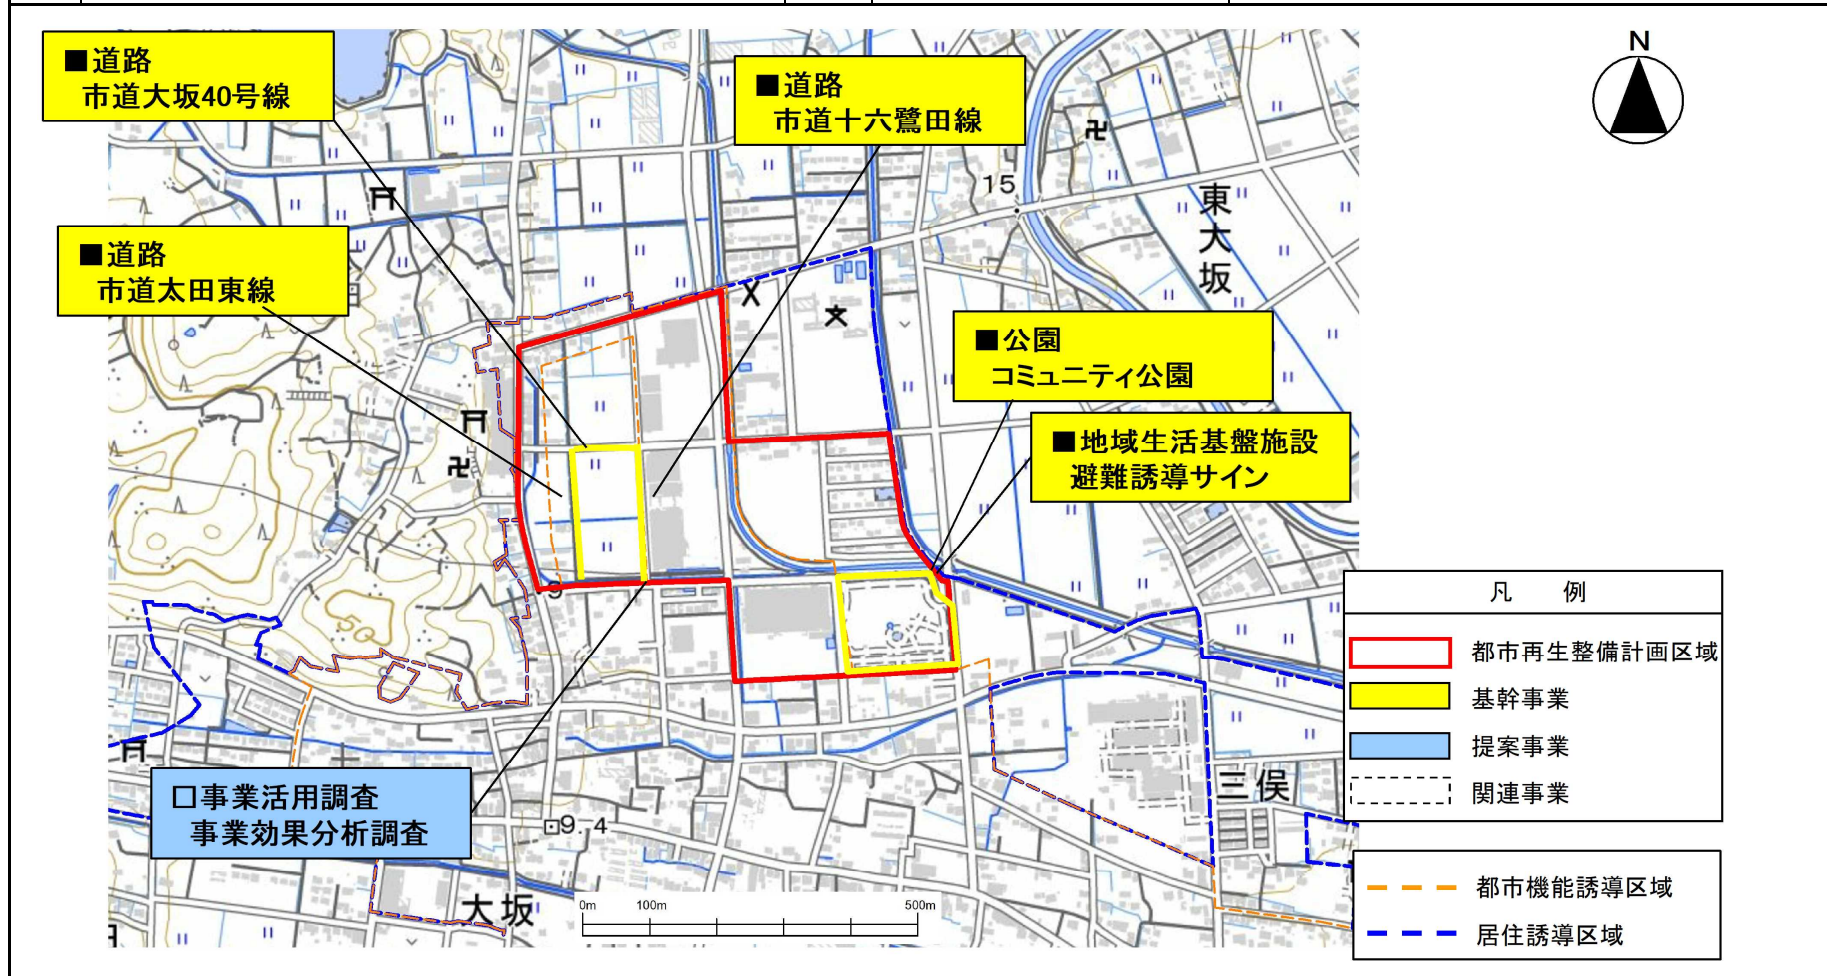 ■道路
市道大坂40号線
■道路
市道十六鷺田線
N
15
東大坂
■道路
市道太田東線
■公園
コミュニティ公園
■地域生活基盤施設
避難誘導サイン
50
凡 例
都市再生整備計画区域
基幹事業
提案事業
関連事業
三俣
□事業活用調査
事業効果分析調査
9.4
大坂
0m 100m 500m
都市機能誘導区域
居住誘導区域